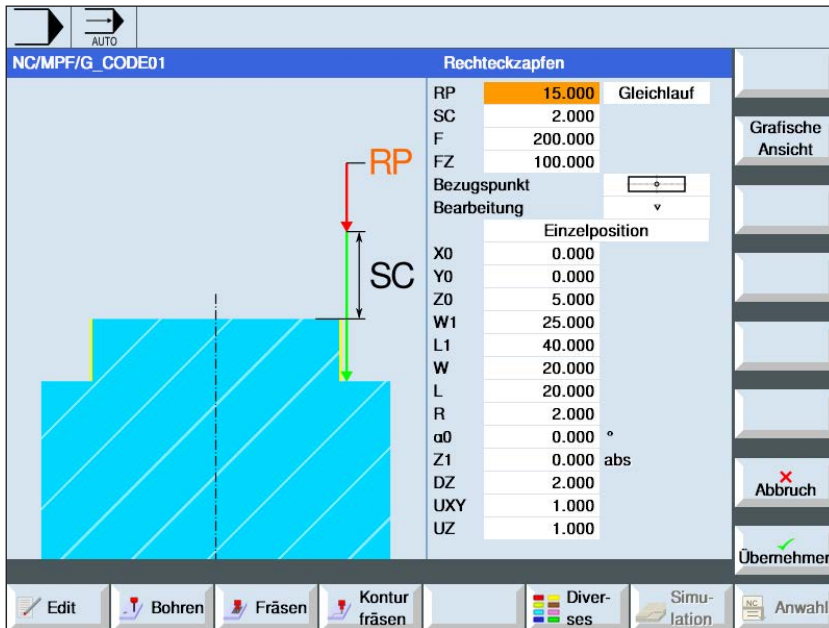 AUTO
NC/MPF/G_CODE01
Rechteckzapfen
RP 15.000 Gleichlauf
SC 2.000
F 200.000
FZ 100.000
Bezugspunkt
Bearbeitung ▿
Einzelposition
X0 0.000
Y0 0.000
Z0 5.000
W1 25.000
L1 40.000
W 20.000
L 20.000
R 2.000
α0 0.000 °
Z1 0.000 abs
DZ 2.000
UXY 1.000
UZ 1.000
RP
SC
Grafische
Ansicht
Abbruch
Übernehmen
Edit
Bohren
Fräsen
Kontur
fräsen
Diver-
ses
Simu-
lation
NC
Anwahl